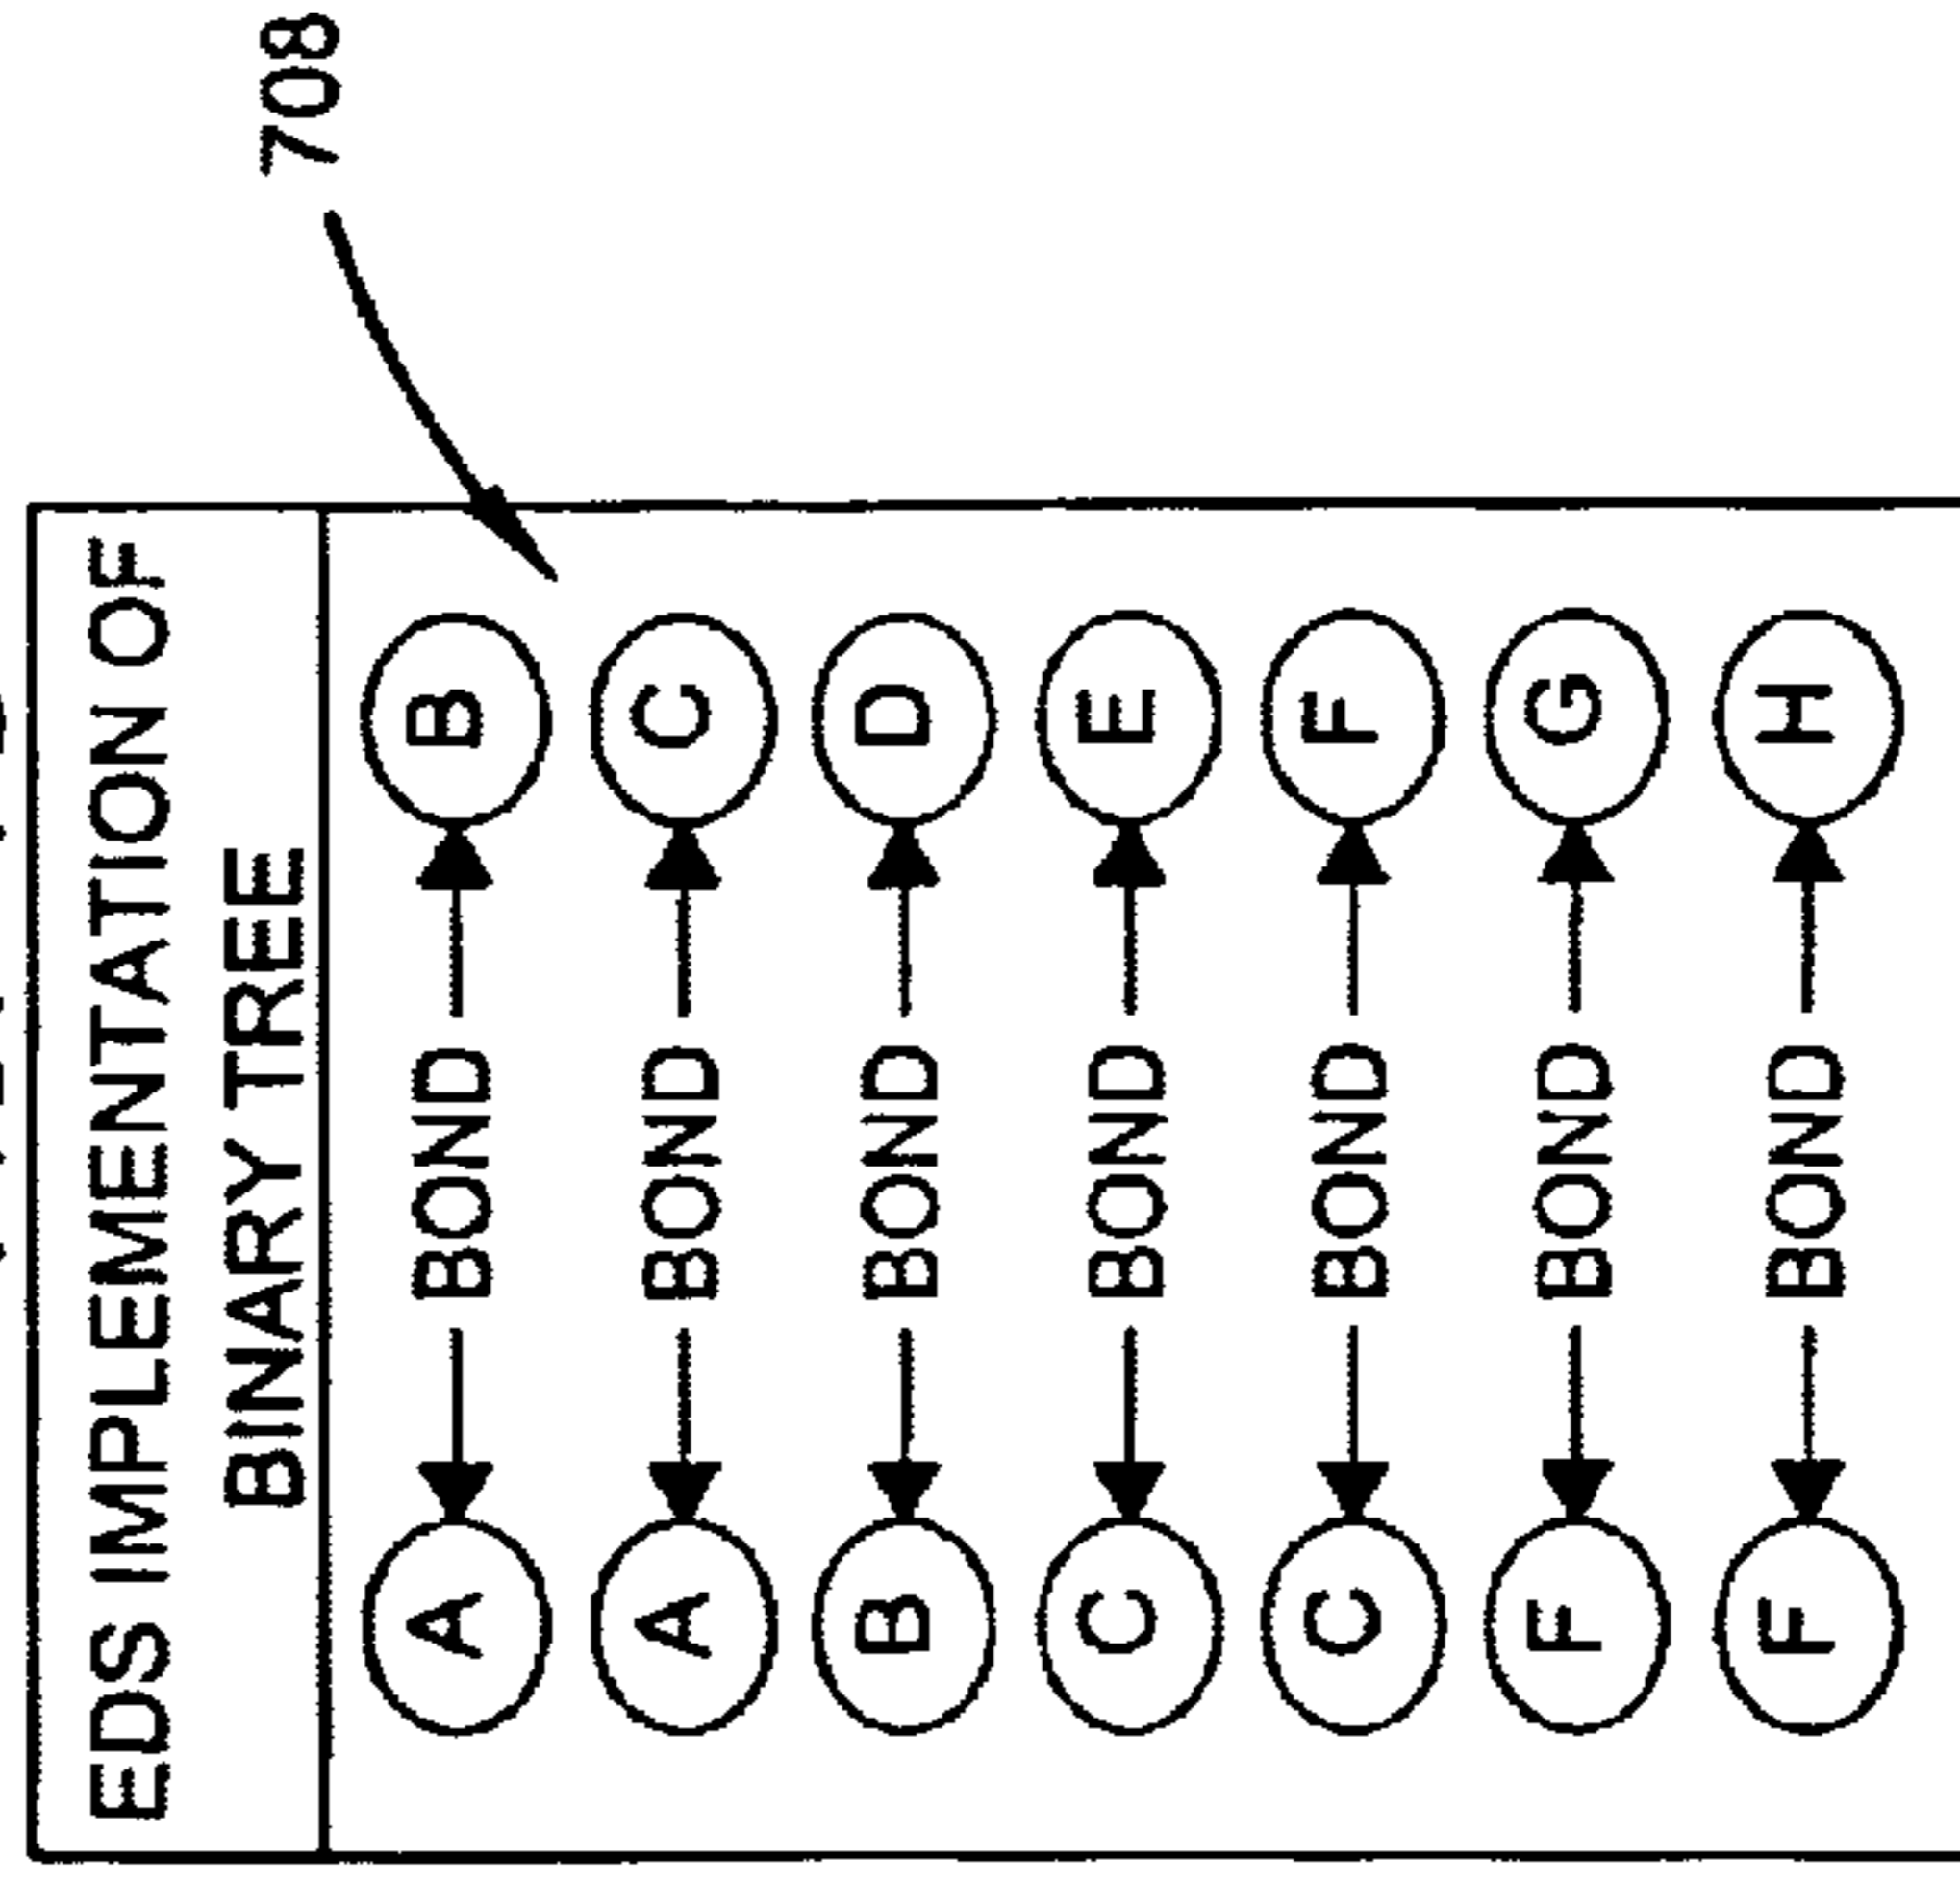 708
EDS IMPLEMENTATION OF
BINARY TREE
A BOND B
A BOND C
B BOND D
C BOND E
C BOND F
F BOND G
F BOND H